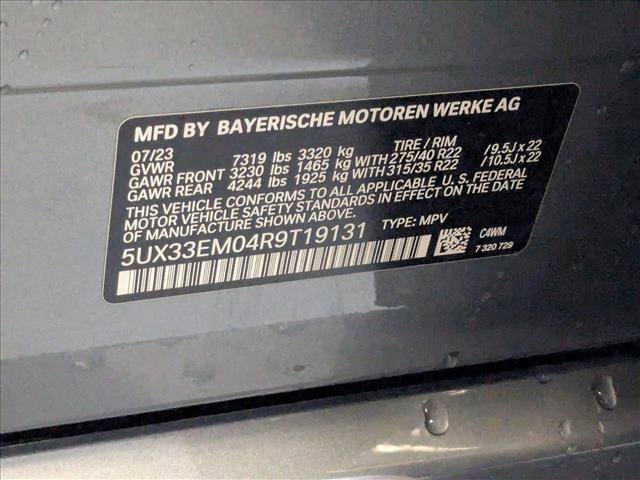 MFD BY BAYERISCHE MOTOREN WERKE AG
07/23 TIRE / RIM
GVWR 7319 lbs 3320 kg
GAWR FRONT 3230 lbs 1465 kg WITH 275/40 R22 /9.5J x 22
GAWR REAR 4244 lbs 1925 kg WITH 315/35 R22 /10.5J x 22
THIS VEHICLE CONFORMS TO ALL APPLICABLE U.S. FEDERAL
MOTOR VEHICLE SAFETY STANDARDS IN EFFECT ON THE DATE
OF MANUFACTURE SHOWN ABOVE.
5UX33EM04R9T19131 TYPE: MPV C4WM
7 320 729